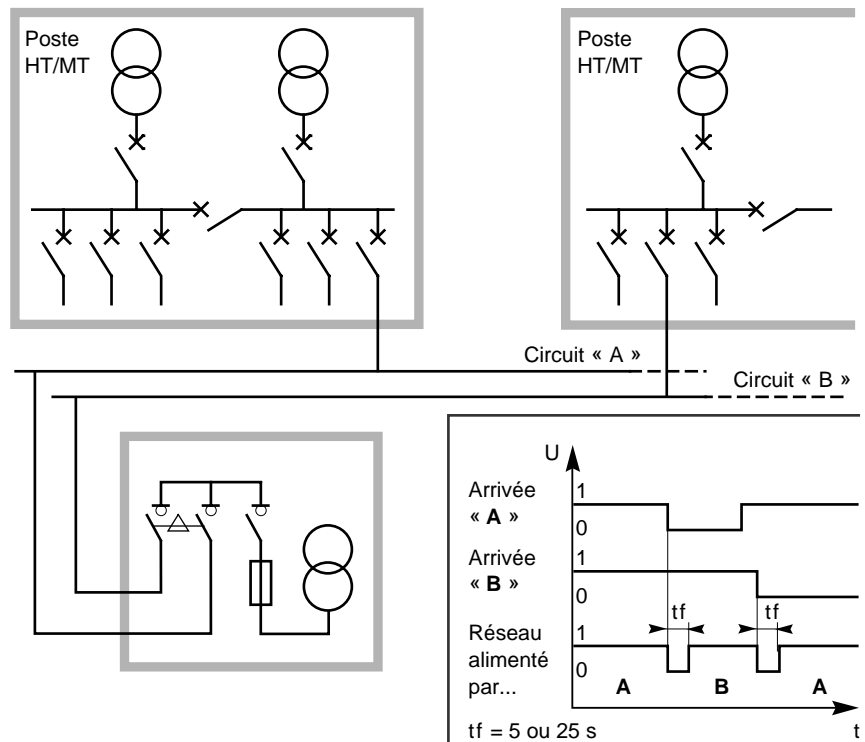 Poste
HT/MT
Poste
HT/MT
Circuit « A »
Circuit « B »
U
Arrivée
« A »
1
0
Arrivée
« B »
1
0
tf
tf
Réseau
alimenté
par...
1
0
A
B
A
tf = 5 ou 25 s
t